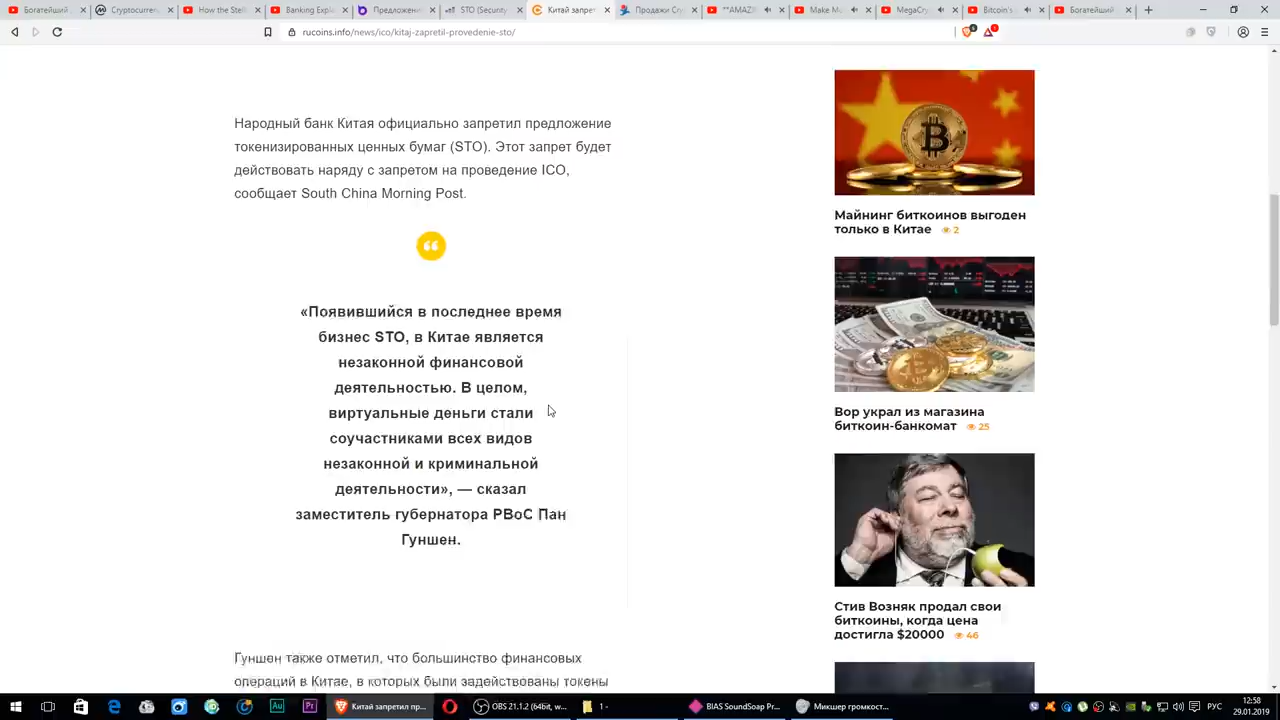 Богатейший
Cryptocurren
How the Stell
Banking Explo
Предложени
STO (Security
Китай запрет
Продажи Сту
**AMAZI
Make Mo
MegaCry
Bitcoin's
Богатейший
rucoins.info/news/ico/kitaj-zapretil-provedenie-sto/
Народный банк Китая официально запретил предложение
токенизированных ценных бумаг (STO). Этот запрет будет
действовать наряду с запретом на проведение ICO,
сообщает South China Morning Post.
«Появившийся в последнее время
бизнес STO, в Китае является
незаконной финансовой
деятельностью. В целом,
виртуальные деньги стали
соучастниками всех видов
незаконной и криминальной
деятельности», — сказал
заместитель губернатора PBoC Пан
Гуншен.
Гуншен также отметил, что большинство финансовых
операций в Китае, в которых были задействованы токены
Майнинг биткоинов выгоден
только в Китае 2
Вор украл из магазина
биткоин-банкомат 25
Стив Возняк продал свои
биткоины, когда цена
достигла $20000 46
Китай запретил пр...
OBS 21.1.2 (64bit, w...
1 -
BIAS SoundSoap Pr...
Микшер громкост...
РУС
12:58
29.01.2019